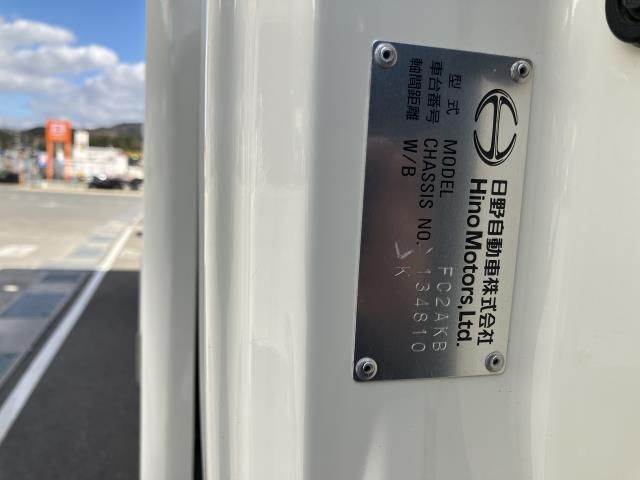 日野自動車株式会社
Hino Motors, Ltd.
型式 MODEL FC2AKB
車台番号 CHASSIS NO. 134810
軸間距離 W/B K